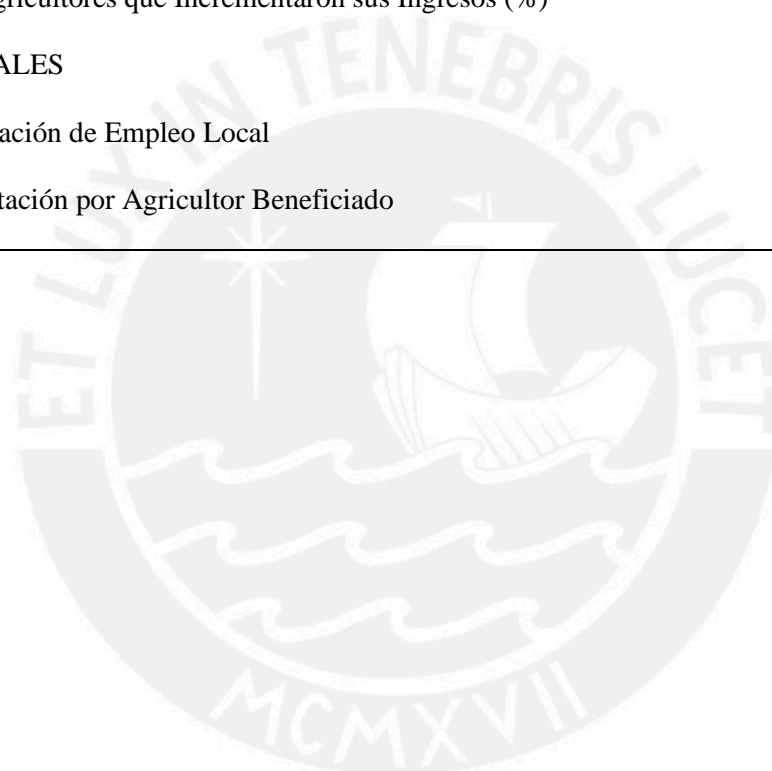 gricultores que Incrementaron sus Ingresos (%)
ALES
ación de Empleo Local
tación por Agricultor Beneficiado
ET LUX IN TENEBRIS LUCET
MCMXVII